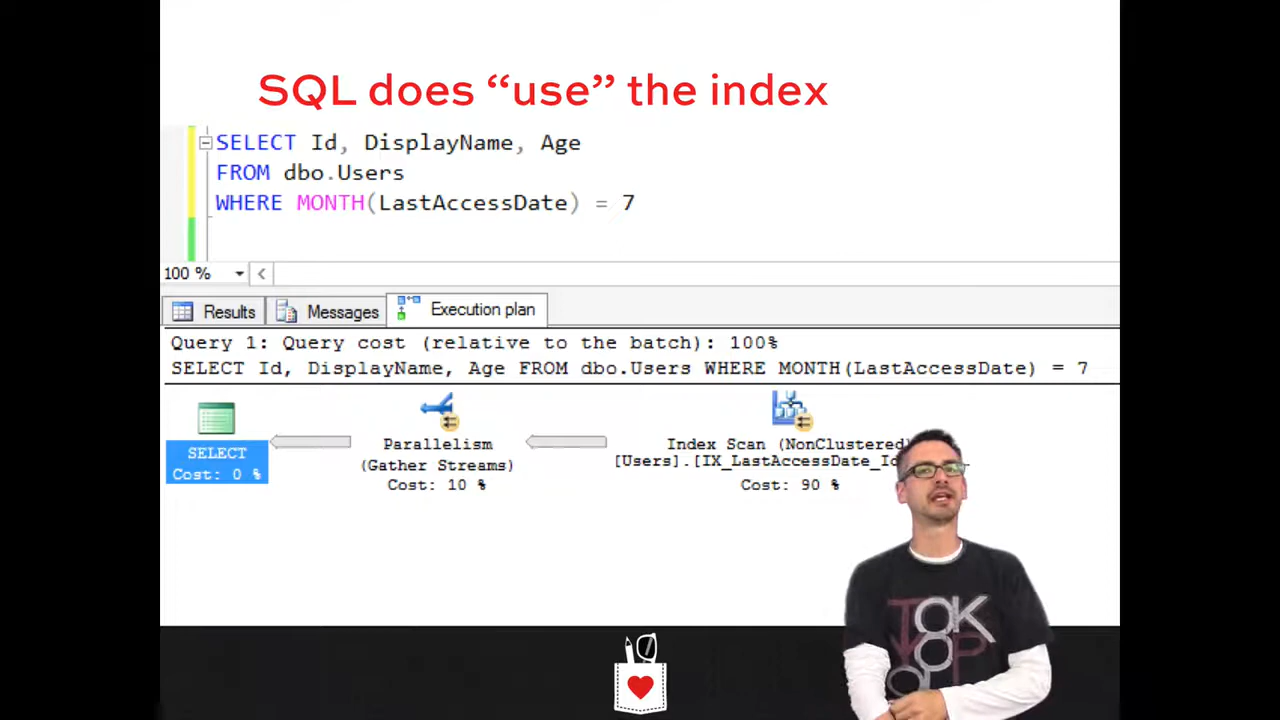 SQL does “use” the index
SELECT Id, DisplayName, Age
FROM dbo.Users
WHERE MONTH(LastAccessDate) = 7
100 %
Results
Messages
Execution plan
Query 1: Query cost (relative to the batch): 100%
SELECT Id, DisplayName, Age FROM dbo.Users WHERE MONTH(LastAccessDate) = 7
SELECT
Cost: 0 %
Parallelism
(Gather Streams)
Cost: 10 %
Index Scan (NonClustered)
[Users].[IX_LastAccessDate_Id
Cost: 90 %
TOK
YOP